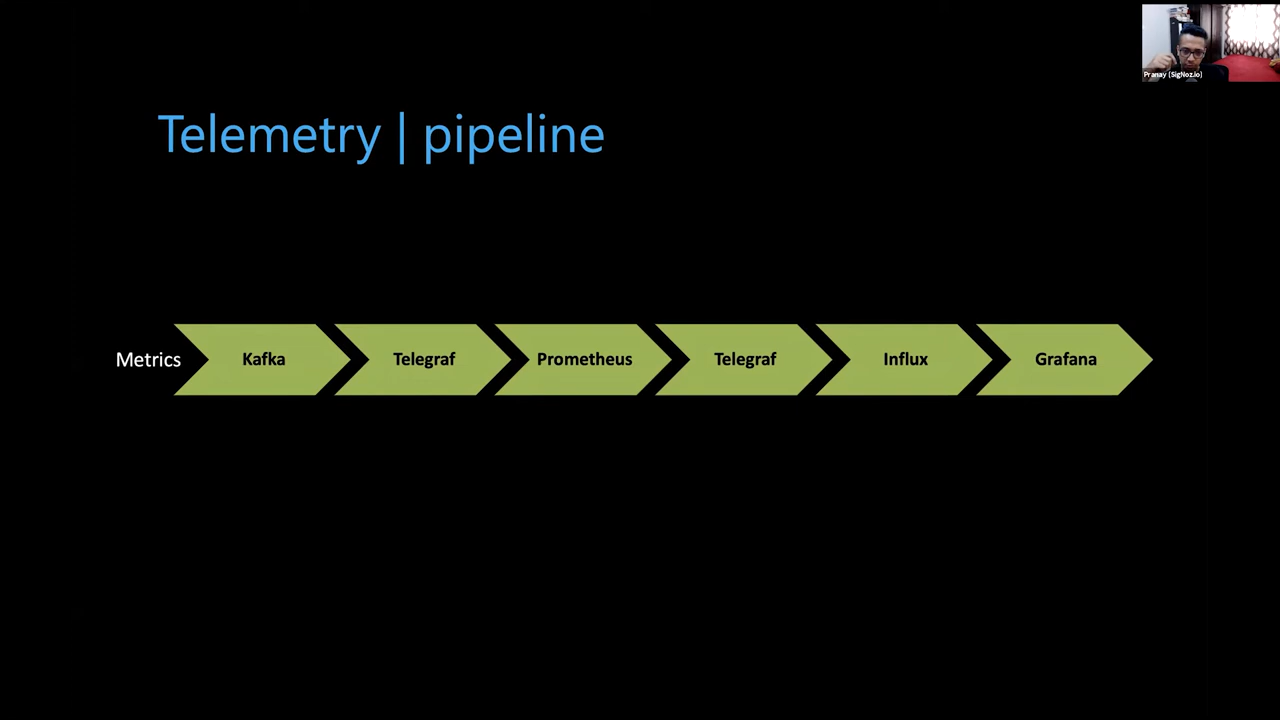 Pranay (SigNoz.io)
Telemetry | pipeline
Metrics Kafka Telegraf Prometheus Telegraf Influx Grafana